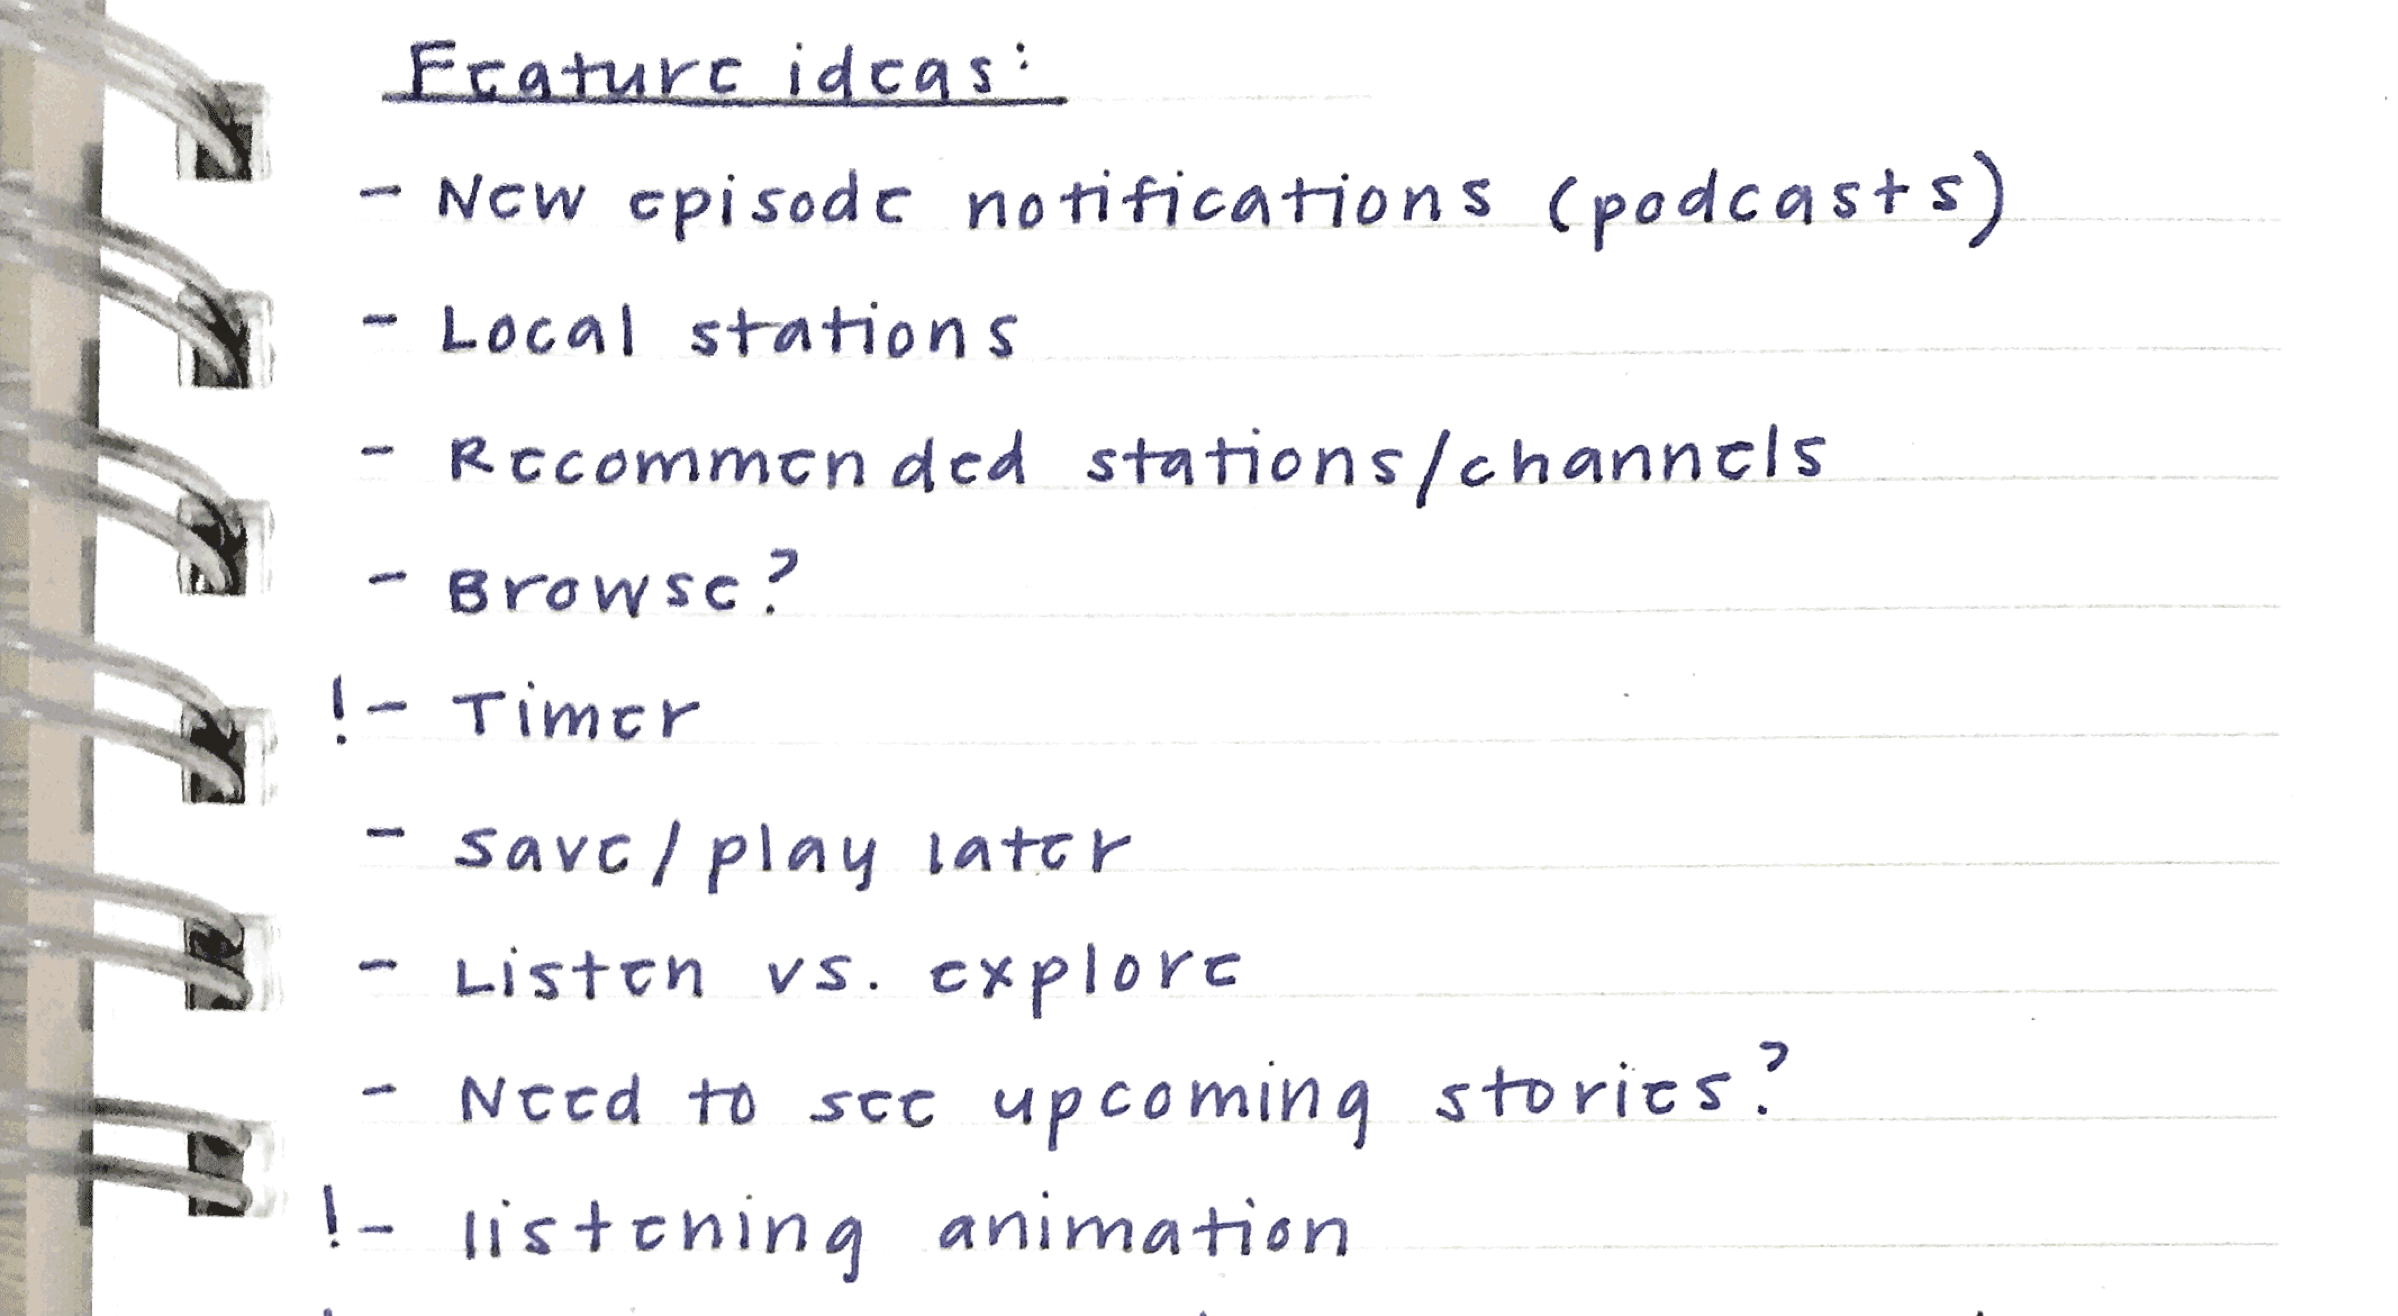 Feature ideas:
- New episode notifications (podcasts)
- Local stations
- Recommended stations/channels
- Browse?
!- Timer
- Save/play later
- Listen vs. explore
- Need to see upcoming stories?
!- listening animation